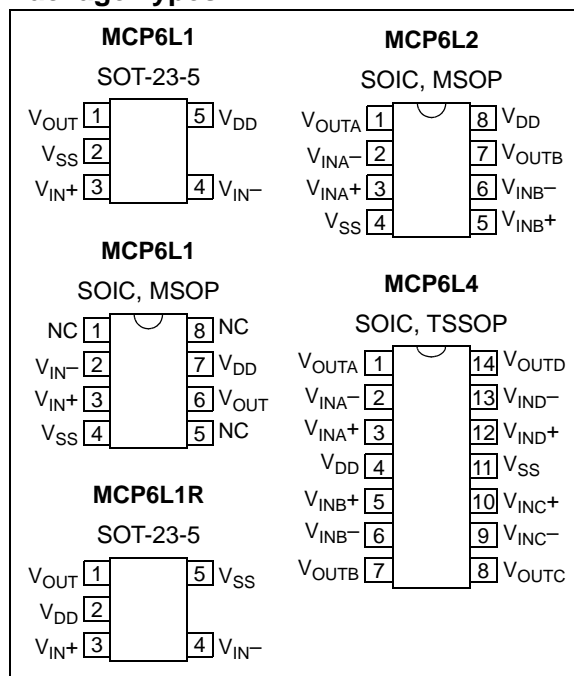 MCP6L1
SOT-23-5
VOUT 1 5 VDD
VSS 2
VIN+ 3 4 VIN–
MCP6L1
SOIC, MSOP
NC 1 8 NC
VIN– 2 7 VDD
VIN+ 3 6 VOUT
VSS 4 5 NC
MCP6L1R
SOT-23-5
VOUT 1 5 VSS
VDD 2
VIN+ 3 4 VIN–
MCP6L2
SOIC, MSOP
VOUTA 1 8 VDD
VINA– 2 7 VOUTB
VINA+ 3 6 VINB–
VSS 4 5 VINB+
MCP6L4
SOIC, TSSOP
VOUTA 1 14 VOUTD
VINA– 2 13 VIND–
VINA+ 3 12 VIND+
VDD 4 11 VSS
VINB+ 5 10 VINC+
VINB– 6 9 VINC–
VOUTB 7 8 VOUTC